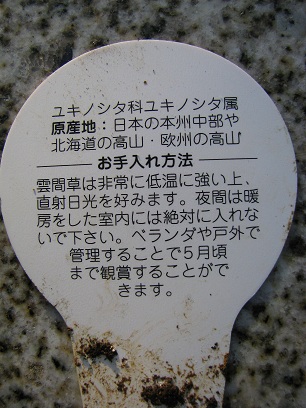 ユキノシタ科ユキノシタ属
原産地：日本の本州中部や
北海道の高山・欧州の高山
お手入れ方法
雲間草は非常に低温に強い上、
直射日光を好みます。夜間は暖
房をした室内には絶対に入れな
いで下さい。ベランダや戸外で
管理することで５月頃
まで観賞することがで
きます。